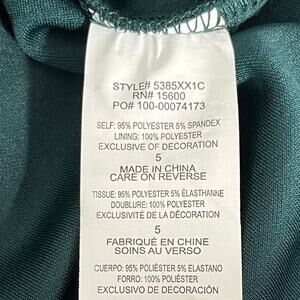 STYLE# 5385XX1C
RN# 15600
PO# 100-00074173
SELF: 95% POLYESTER 5% SPANDEX
LINING: 100% POLYESTER
EXCLUSIVE OF DECORATION
5
MADE IN CHINA
CARE ON REVERSE
TISSUE: 95% POLYESTER 5% ÉLASTHANNE
DOUBLURE: 100% POLYESTER
EXCLUSIVITÉ DE LA DÉCORATION
5
FABRIQUÉ EN CHINE
SOINS AU VERSO
CUERPO: 95% POLIÉSTER 5% ELASTANO
FORRO: 100% POLIÉSTER
EXCLUSIVO DE DECORACIÓN